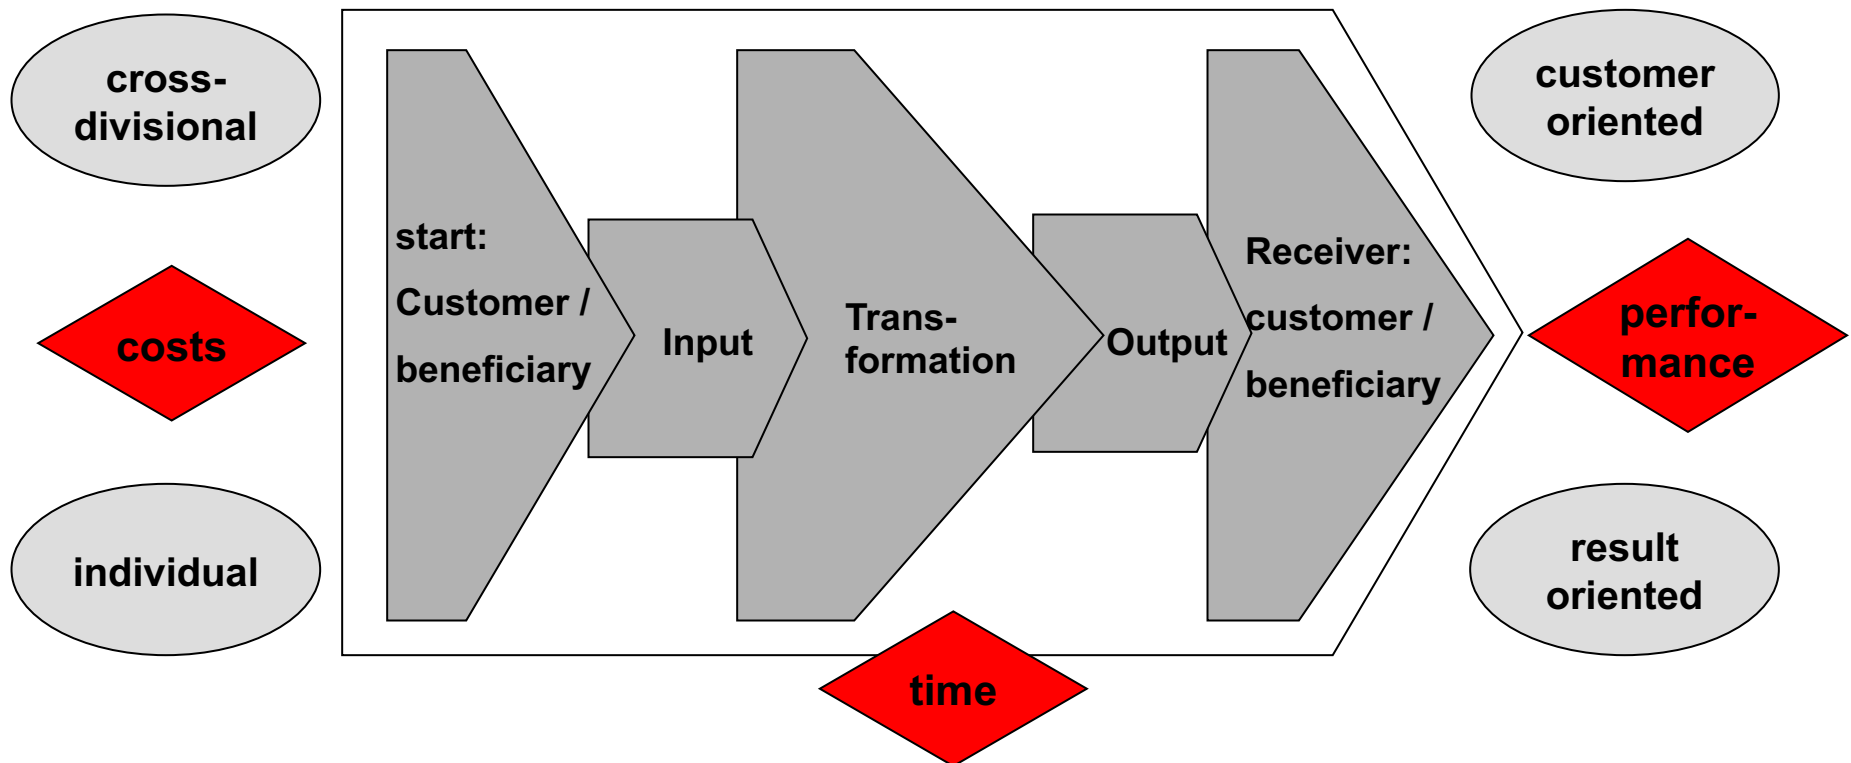 cross-
divisional
costs
individual
start:
Customer /
beneficiary
Input
Trans-
formation
Output
Receiver:
customer /
beneficiary
time
customer
oriented
perfor-
mance
result
oriented